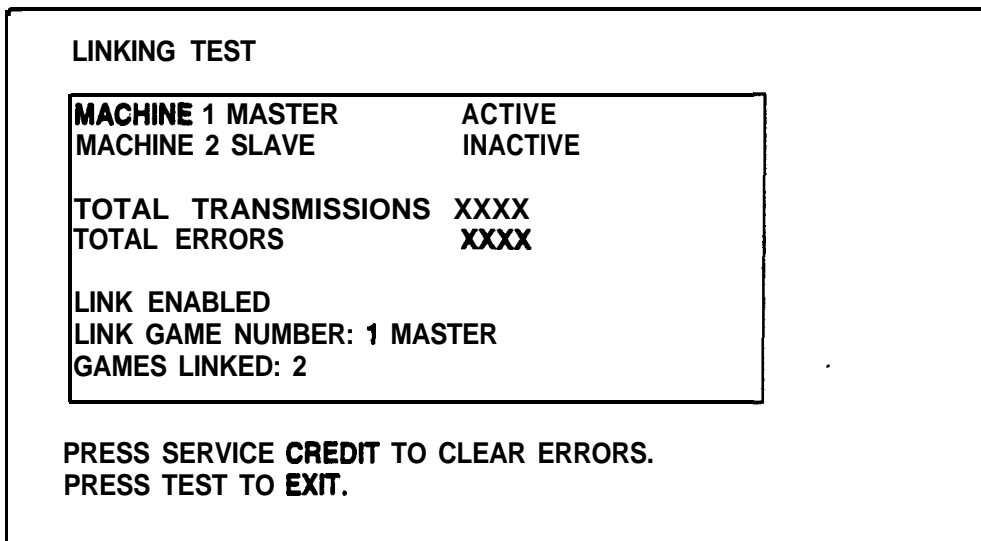 LINKING TEST
MACHINE 1 MASTER ACTIVE
MACHINE 2 SLAVE INACTIVE
TOTAL TRANSMISSIONS XXXX
TOTAL ERRORS XXXX
LINK ENABLED
LINK GAME NUMBER: 1 MASTER
GAMES LINKED: 2
PRESS SERVICE CREDIT TO CLEAR ERRORS.
PRESS TEST TO EXIT.